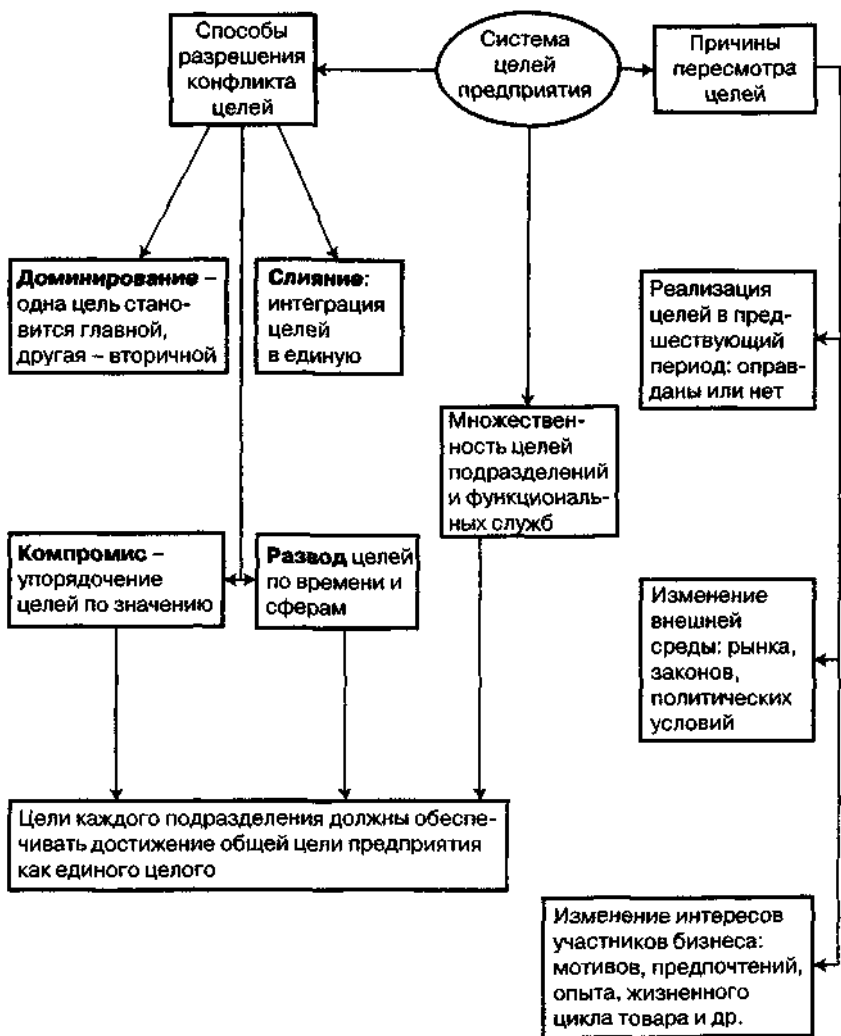 Способы
разрешения
конфликта
целей
Система
целей
предприятия
Причины
пересмотра
целей
Доминирование –
одна цель стано-
вится главной,
другая – вторичной
Слияние:
интеграция
целей
в единую
Реализация
целей в пред-
шествующий
период: оправ-
даны или нет
Множествен-
ность целей
подразделений
и функциональ-
ных служб
Компромис –
упорядочение
целей по значению
Развод целей
по времени и
сферам
Изменение
внешней
среды: рынка,
законов,
политических
условий
Цели каждого подразделения должны обеспе-
чивать достижение общей цели предприятия
как единого целого
Изменение интересов
участников бизнеса:
мотивов, предпочтений,
опыта, жизненного
цикла товара и др.